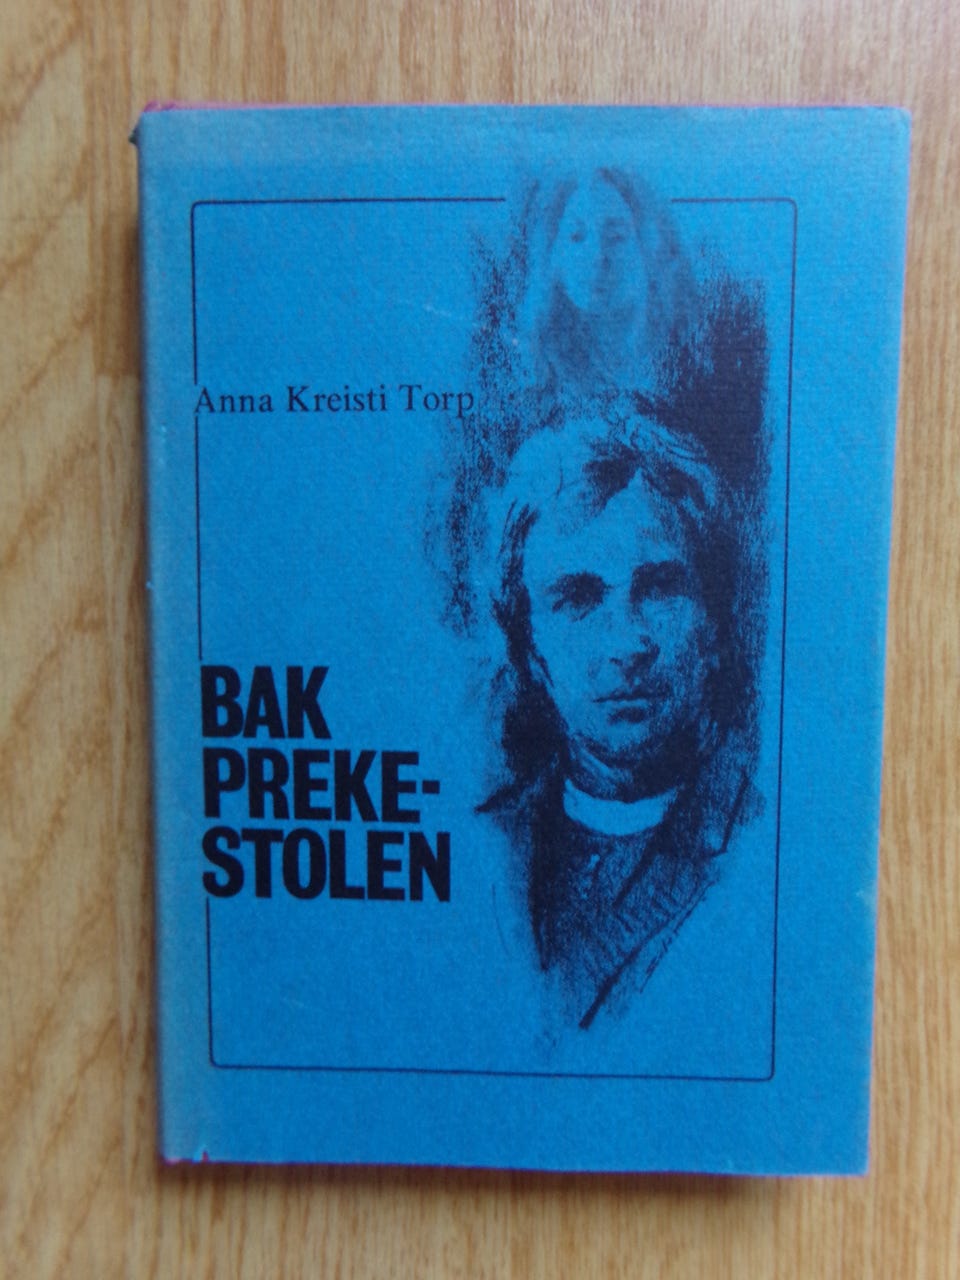 Anna Kreisti Torp
BAK
PREKE-
STOLEN